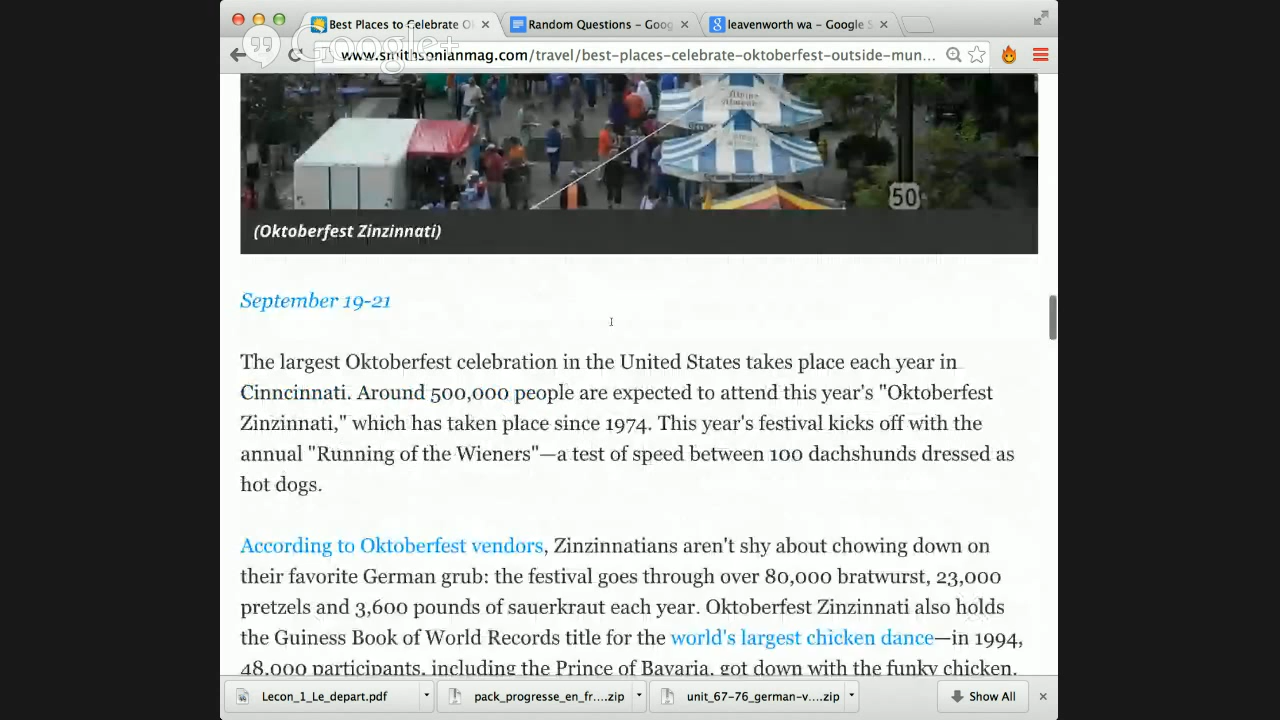 Best Places to Celebrate O
Random Questions – Goog
leavenworth wa – Google S
Google+
www.smithsonianmag.com/travel/best-places-celebrate-oktoberfest-outside-mun...
50
(Oktoberfest Zinzinnati)
September 19-21
The largest Oktoberfest celebration in the United States takes place each year in
Cinncinnati. Around 500,000 people are expected to attend this year's "Oktoberfest
Zinzinnati," which has taken place since 1974. This year's festival kicks off with the
annual "Running of the Wieners"—a test of speed between 100 dachshunds dressed as
hot dogs.
According to Oktoberfest vendors, Zinzinnatians aren't shy about chowing down on
their favorite German grub: the festival goes through over 80,000 bratwurst, 23,000
pretzels and 3,600 pounds of sauerkraut each year. Oktoberfest Zinzinnati also holds
the Guiness Book of World Records title for the world's largest chicken dance—in 1994,
48,000 participants, including the Prince of Bavaria, got down with the funky chicken.
Lecon_1_Le_depart.pdf
pack_progresse_en_fr....zip
unit_67-76_german-v....zip
Show All